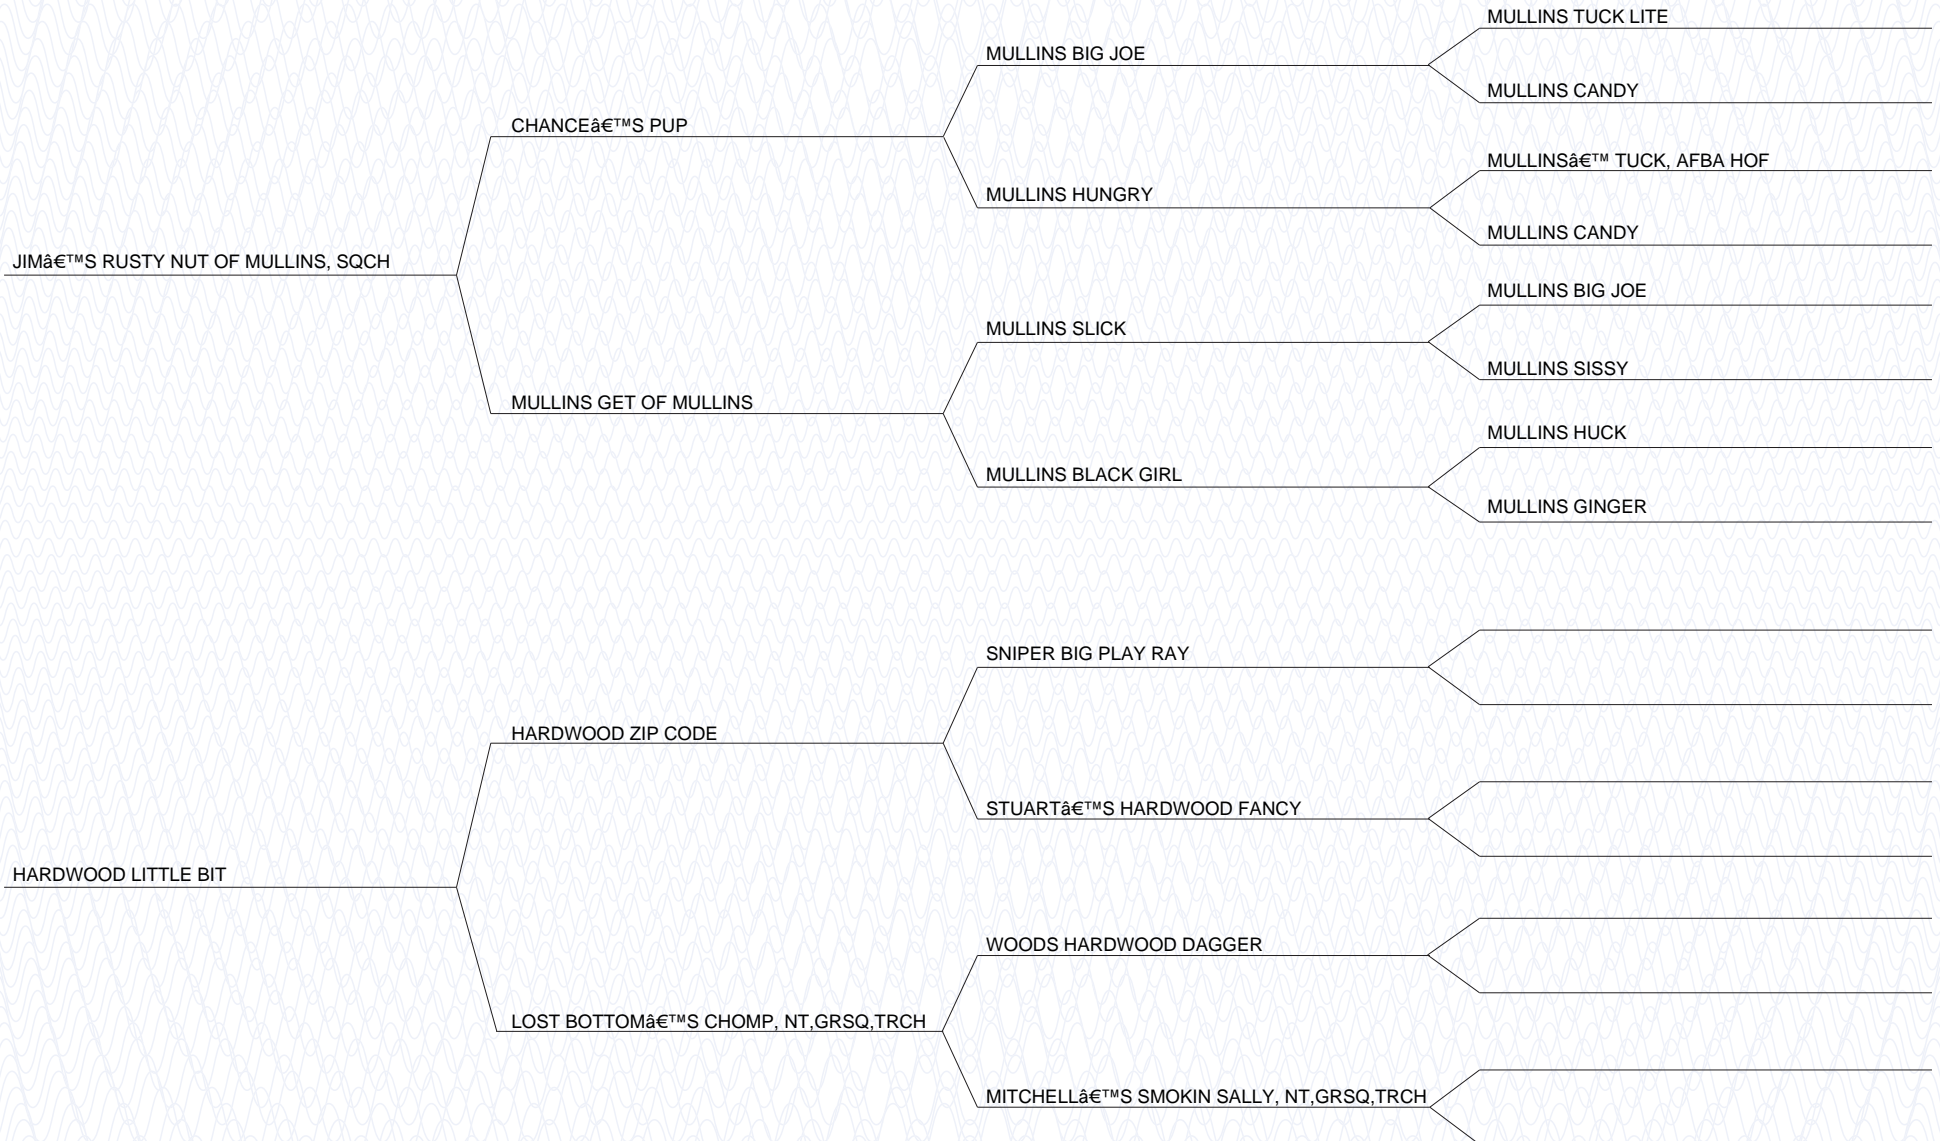 MULLINS TUCK LITE
MULLINS BIG JOE
MULLINS CANDY
CHANCEâ€™S PUP
MULLINSâ€™ TUCK, AFBA HOF
MULLINS HUNGRY
MULLINS CANDY
JIMâ€™S RUSTY NUT OF MULLINS, SQCH
MULLINS BIG JOE
MULLINS SLICK
MULLINS SISSY
MULLINS GET OF MULLINS
MULLINS HUCK
MULLINS BLACK GIRL
MULLINS GINGER
SNIPER BIG PLAY RAY
HARDWOOD ZIP CODE
STUARTâ€™S HARDWOOD FANCY
HARDWOOD LITTLE BIT
WOODS HARDWOOD DAGGER
LOST BOTTOMâ€™S CHOMP, NT,GRSQ,TRCH
MITCHELLâ€™S SMOKIN SALLY, NT,GRSQ,TRCH